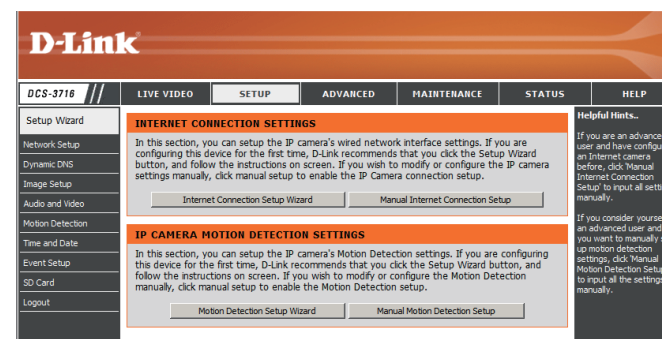 D-Link
DCS-3716
LIVE VIDEO
SETUP
ADVANCED
MAINTENANCE
STATUS
HELP
Setup Wizard
Network Setup
Dynamic DNS
Image Setup
Audio and Video
Motion Detection
Time and Date
Event Setup
SD Card
Logout
INTERNET CONNECTION SETTINGS
In this section, you can setup the IP camera's wired network interface settings. If you are
configuring this device for the first time, D-Link recommends that you click the Setup Wizard
button, and follow the instructions on screen. If you wish to modify or configure the IP camera
settings manually, click manual setup to enable the IP Camera connection setup.
Internet Connection Setup Wizard
Manual Internet Connection Setup
IP CAMERA MOTION DETECTION SETTINGS
In this section, you can setup the IP camera's Motion Detection settings. If you are configuring
this device for the first time, D-Link recommends that you click the Setup Wizard button, and
follow the instructions on screen. If you wish to modify or configure the Motion Detection
manually, click manual setup to enable the Motion Detection setup.
Motion Detection Setup Wizard
Manual Motion Detection Setup
Helpful Hints..
If you are an advance
user and have configu
an Internet camera
before, click 'Manual
Internet Connection
Setup' to input all setti
manually.
If you consider yourse
an advanced user and
you want to manually s
up motion detection
settings, click 'Manual
Motion Detection Setu
to input all the settings
manually.